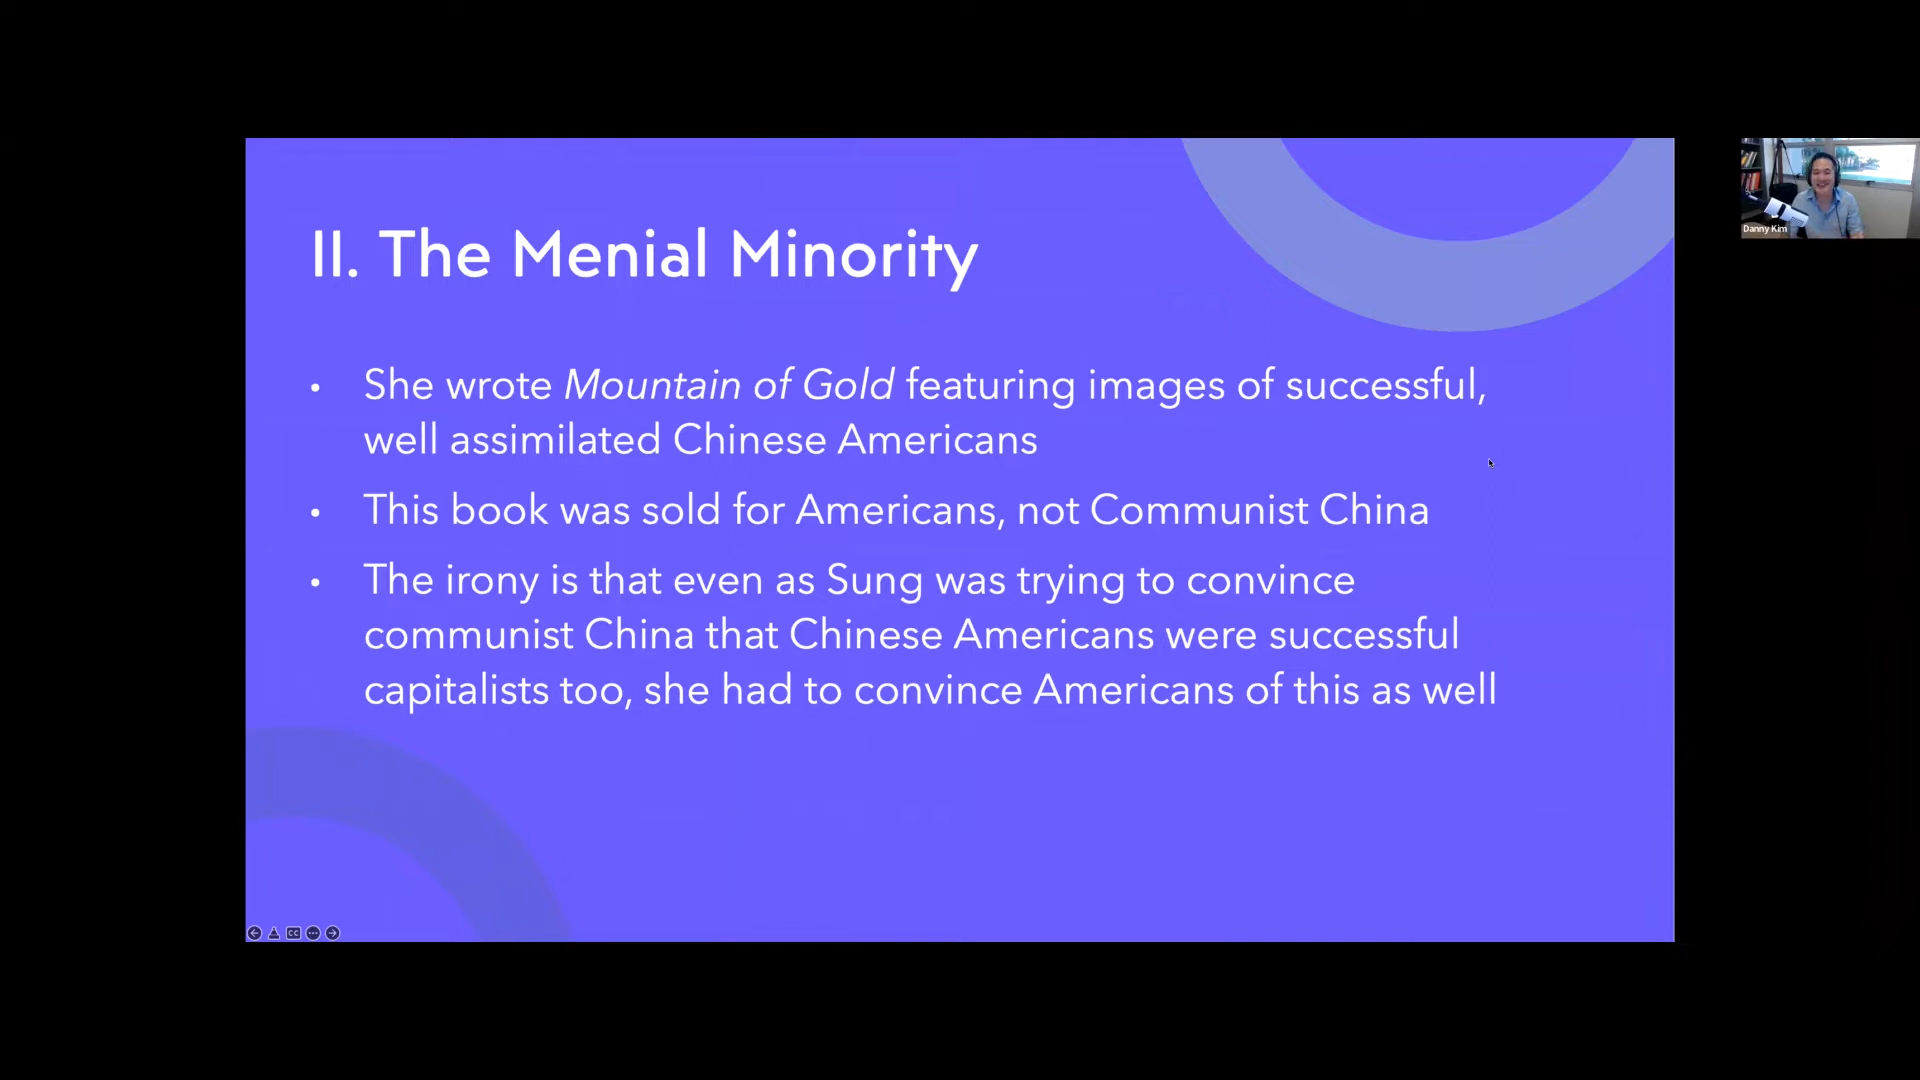 II. The Menial Minority
• She wrote Mountain of Gold featuring images of successful,
well assimilated Chinese Americans
• This book was sold for Americans, not Communist China
• The irony is that even as Sung was trying to convince
communist China that Chinese Americans were successful
capitalists too, she had to convince Americans of this as well
Danny Kim
CC